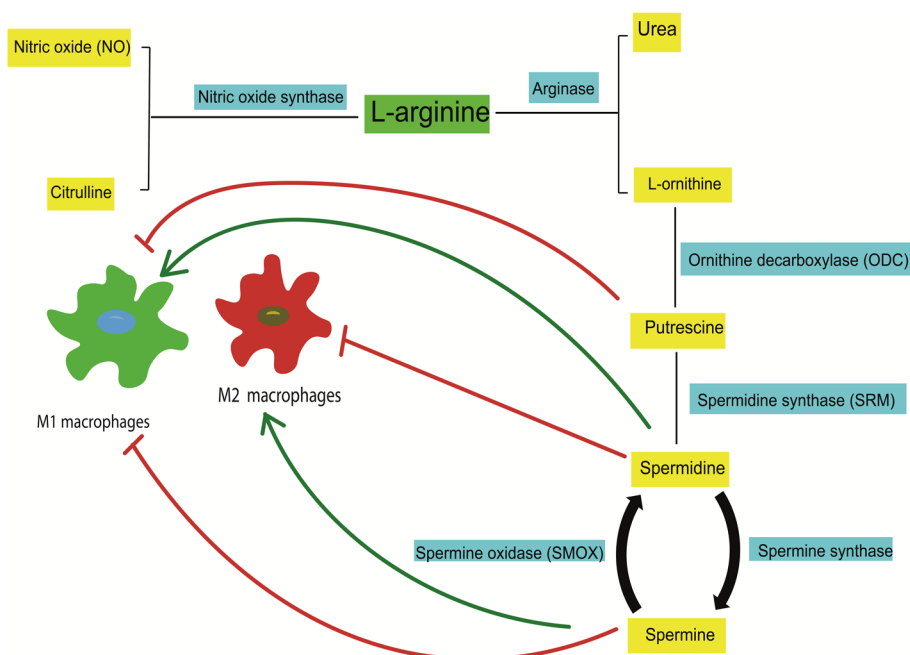 Nitric oxide (NO)
Urea
Nitric oxide synthase
L-arginine
Arginase
Citrulline
L-ornithine
Ornithine decarboxylase (ODC)
Putrescine
M1 macrophages
M2 macrophages
Spermidine synthase (SRM)
Spermidine
Spermine oxidase (SMOX)
Spermine synthase
Spermine